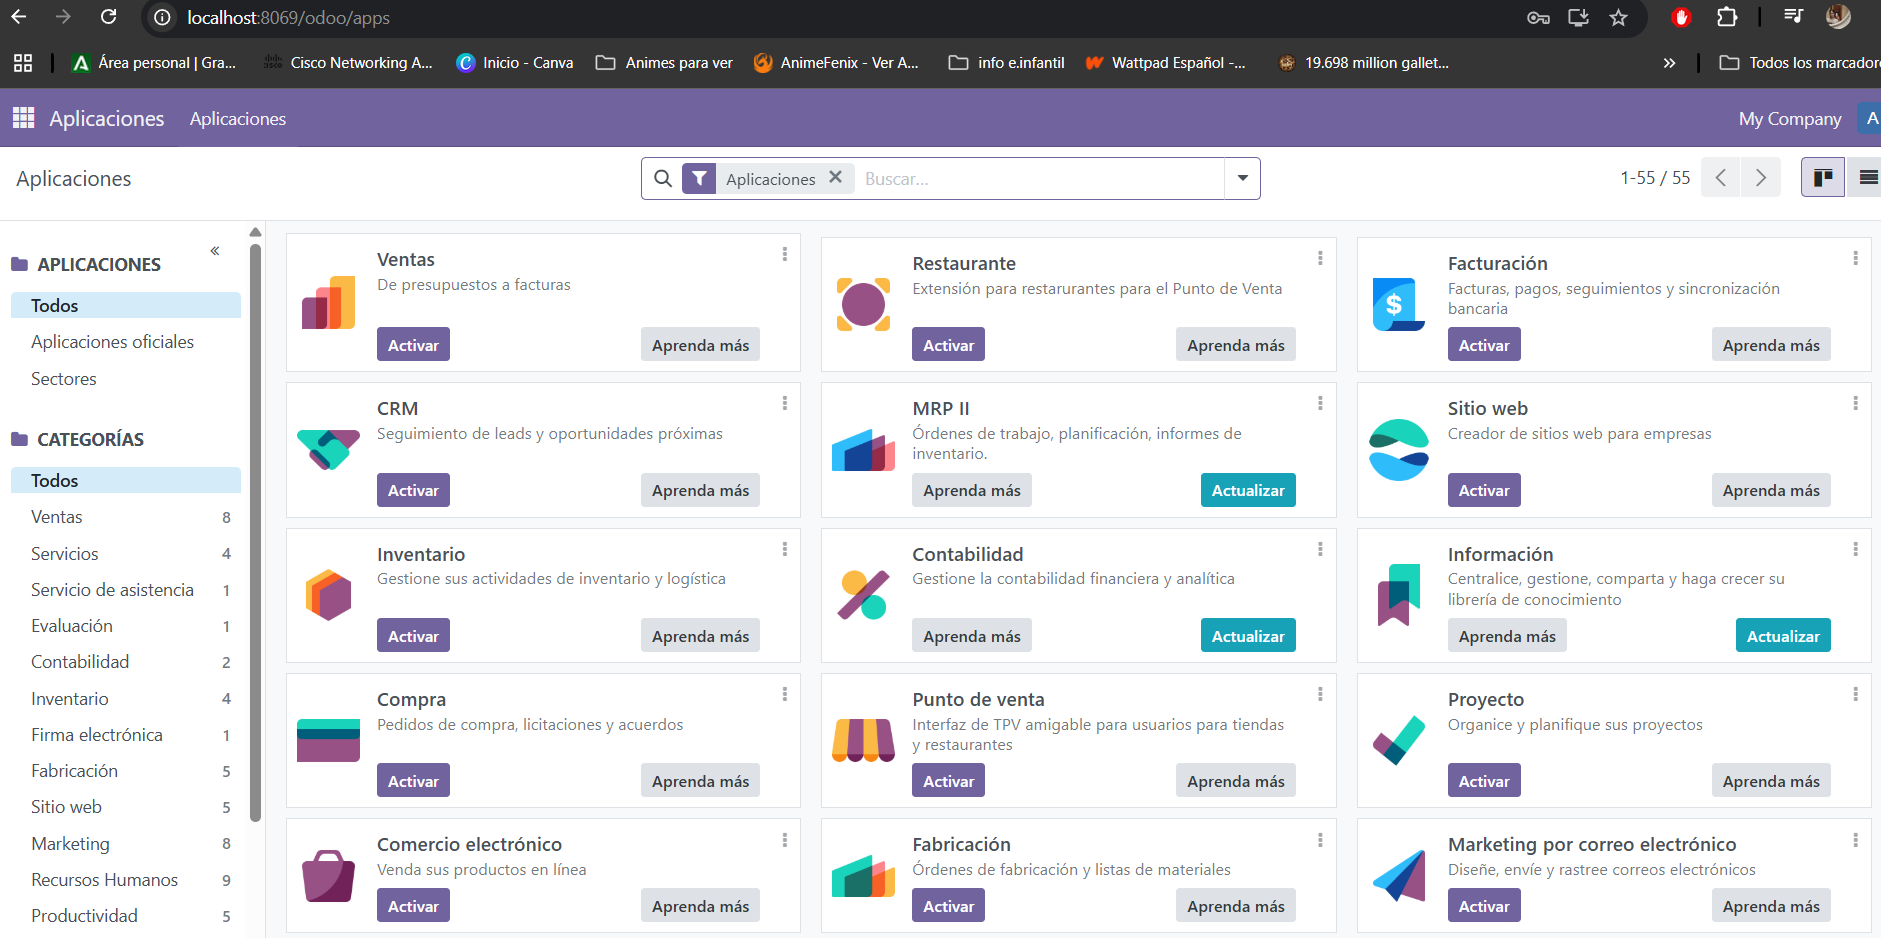 localhost:8069/odoo/apps
Área personal | Gra...
Cisco Networking A...
Inicio - Canva
Animes para ver
AnimeFenix - Ver A...
info e.infantil
Wattpad Español -...
19.698 million gallet...
»
Todos los marcadore
Aplicaciones
Aplicaciones
My Company
A
Aplicaciones
Aplicaciones
Buscar...
1-55 / 55
«
APLICACIONES
Todos
Aplicaciones oficiales
Sectores
CATEGORÍAS
Todos
Ventas 8
Servicios 4
Servicio de asistencia 1
Evaluación 1
Contabilidad 2
Inventario 4
Firma electrónica 1
Fabricación 5
Sitio web 5
Marketing 8
Recursos Humanos 9
Productividad 5
Ventas
De presupuestos a facturas
Activar
Aprenda más
Restaurante
Extensión para restarurantes para el Punto de Venta
Activar
Aprenda más
Facturación
Facturas, pagos, seguimientos y sincronización
bancaria
$
Activar
Aprenda más
CRM
Seguimiento de leads y oportunidades próximas
Activar
Aprenda más
MRP II
Órdenes de trabajo, planificación, informes de
inventario.
Aprenda más
Actualizar
Sitio web
Creador de sitios web para empresas
Activar
Aprenda más
Inventario
Gestione sus actividades de inventario y logística
Activar
Aprenda más
Contabilidad
Gestione la contabilidad financiera y analítica
Aprenda más
Actualizar
Información
Centralice, gestione, comparta y haga crecer su
librería de conocimiento
Aprenda más
Actualizar
Compra
Pedidos de compra, licitaciones y acuerdos
Activar
Aprenda más
Punto de venta
Interfaz de TPV amigable para usuarios para tiendas
y restaurantes
Activar
Aprenda más
Proyecto
Organice y planifique sus proyectos
Activar
Aprenda más
Comercio electrónico
Venda sus productos en línea
Activar
Aprenda más
Fabricación
Órdenes de fabricación y listas de materiales
Activar
Aprenda más
Marketing por correo electrónico
Diseñe, envíe y rastree correos electrónicos
Activar
Aprenda más